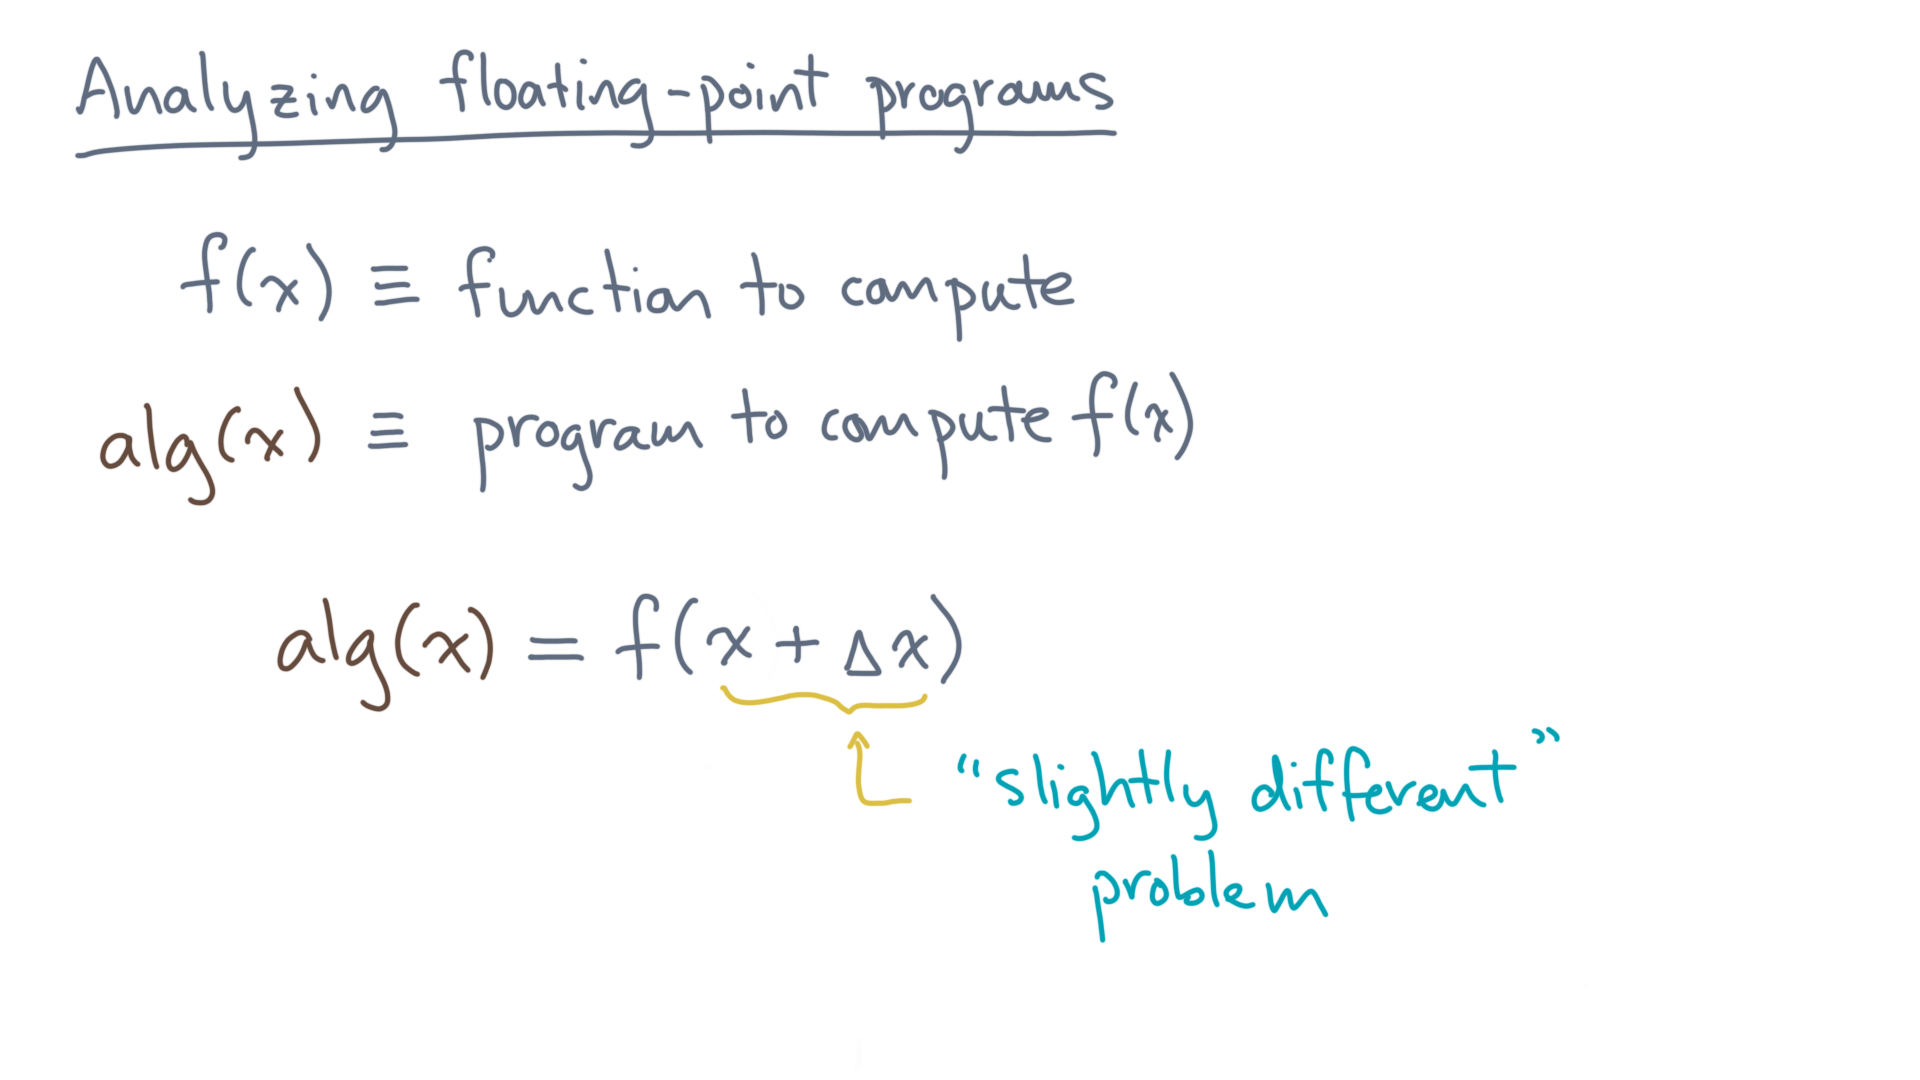 Analyzing floating-point programs
f(x) ≡ function to compute
alg(x) ≡ program to compute f(x)
alg(x) = f(x + Δx)
“slightly different”
problem